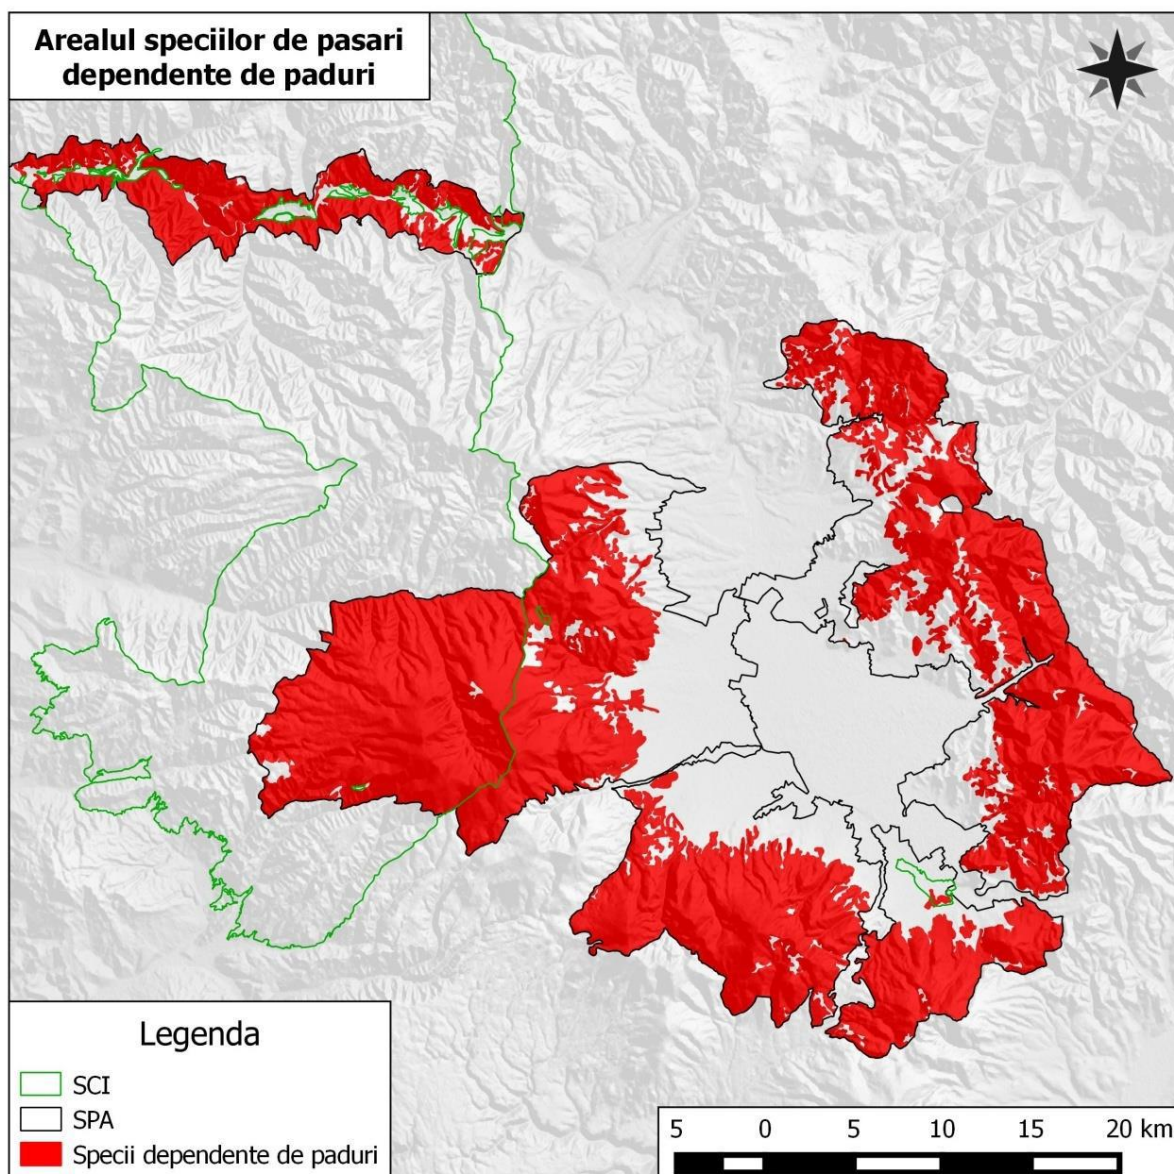 Arealul speciilor de pasari
dependente de paduri
Legenda
SCI
SPA
Specii dependente de paduri
5 0 5 10 15 20 km